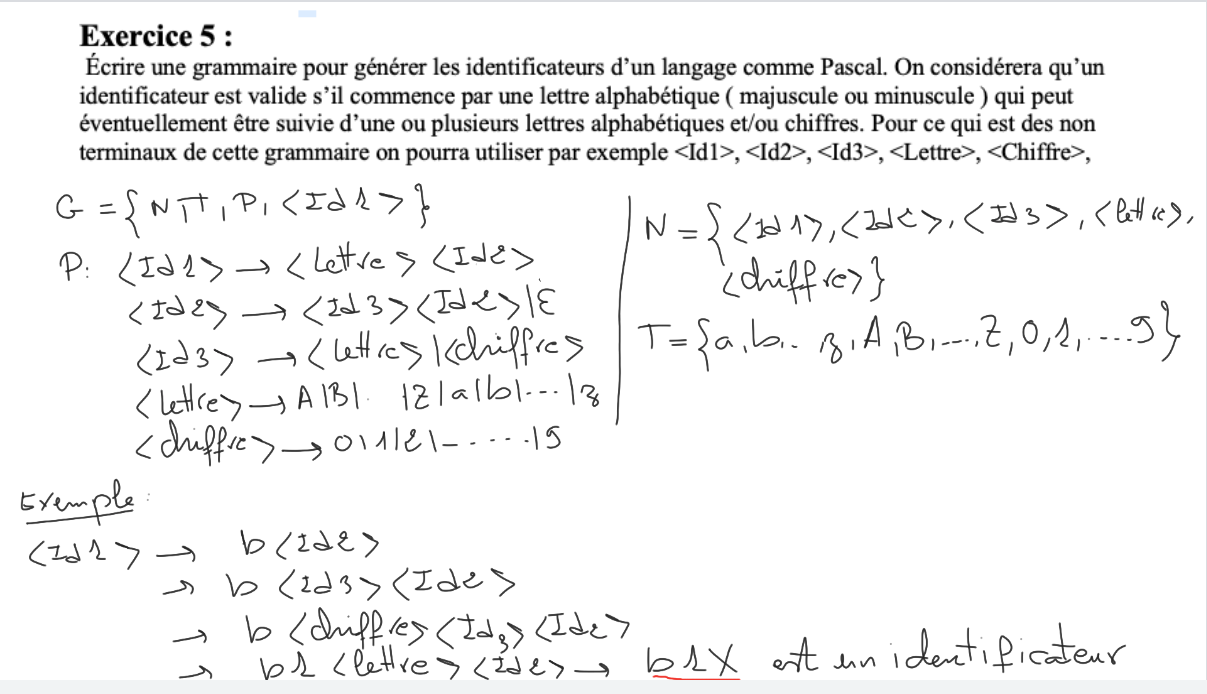 Exercice 5 :
Écrire une grammaire pour générer les identificateurs d'un langage comme Pascal. On considérera qu'un
identificateur est valide s'il commence par une lettre alphabétique ( majuscule ou minuscule ) qui peut
éventuellement être suivie d'une ou plusieurs lettres alphabétiques et/ou chiffres. Pour ce qui est des non
terminaux de cette grammaire on pourra utiliser par exemple <Id1>, <Id2>, <Id3>, <Lettre>, <Chiffre>,
G = { N, T, P, <Id1> }
P: <Id1> → <Lettre> <Id2>
<Id2> → <Id3> <Id2> | ε
<Id3> → <lettre> | <chiffre>
<lettre> → A|B|. |Z|a|b|...|z
<chiffre> → 0|1|2|-.....|9
N = { <Id1>, <Id2>, <Id3>, <lettre>,
<chiffre> }
T = { a, b, .. z, A, B, ..., Z, 0, 1, ....9 }
Exemple :
<Id1> → b <Id2>
→ b <Id3> <Id2>
→ b <chiffre> <Id3> <Id2>
→ b1 <lettre> <Id2> → b1X est un identificateur